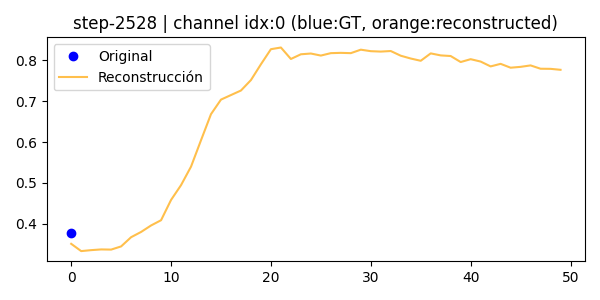 step-2528 | channel idx:0 (blue:GT, orange:reconstructed)
Original
Reconstrucción
0.8
0.7
0.6
0.5
0.4
0 10 20 30 40 50